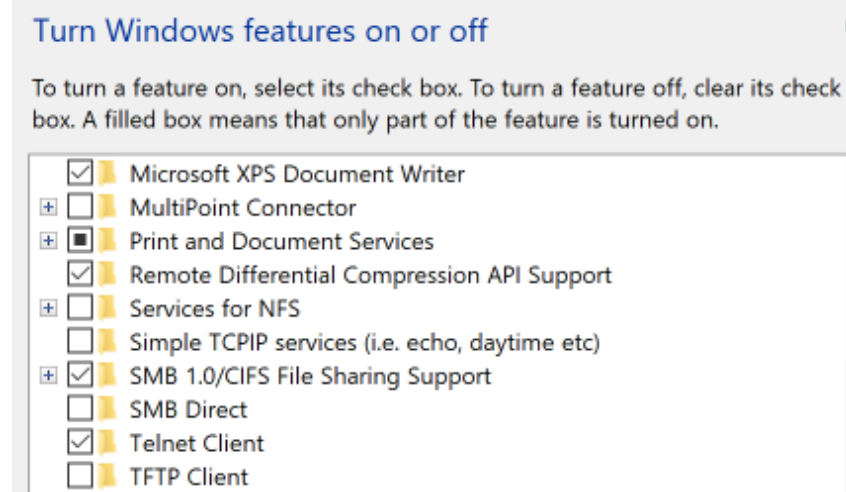 Turn Windows features on or off
To turn a feature on, select its check box. To turn a feature off, clear its check
box. A filled box means that only part of the feature is turned on.
Microsoft XPS Document Writer
MultiPoint Connector
Print and Document Services
Remote Differential Compression API Support
Services for NFS
Simple TCPIP services (i.e. echo, daytime etc)
SMB 1.0/CIFS File Sharing Support
SMB Direct
Telnet Client
TFTP Client